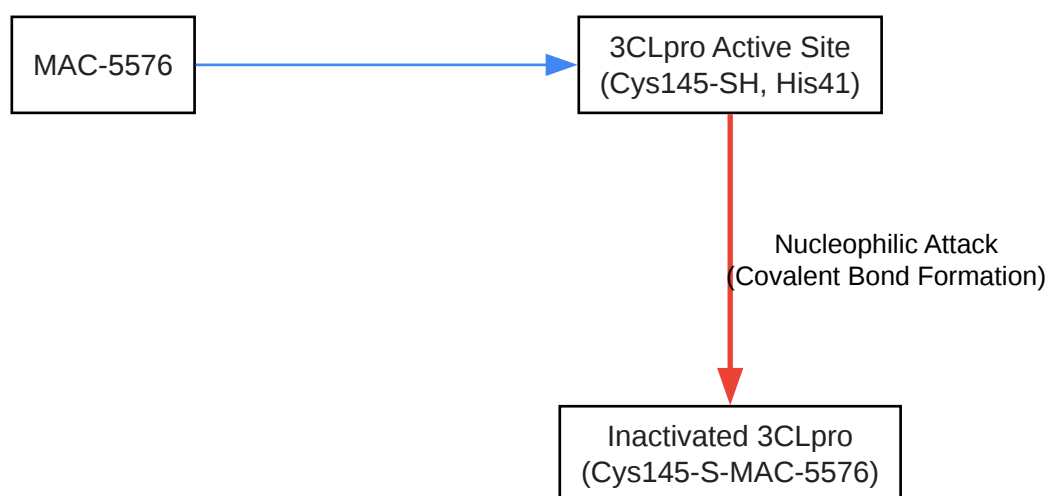 MAC-5576
3CLpro Active Site
(Cys145-SH, His41)
Nucleophilic Attack
(Covalent Bond Formation)
Inactivated 3CLpro
(Cys145-S-MAC-5576)